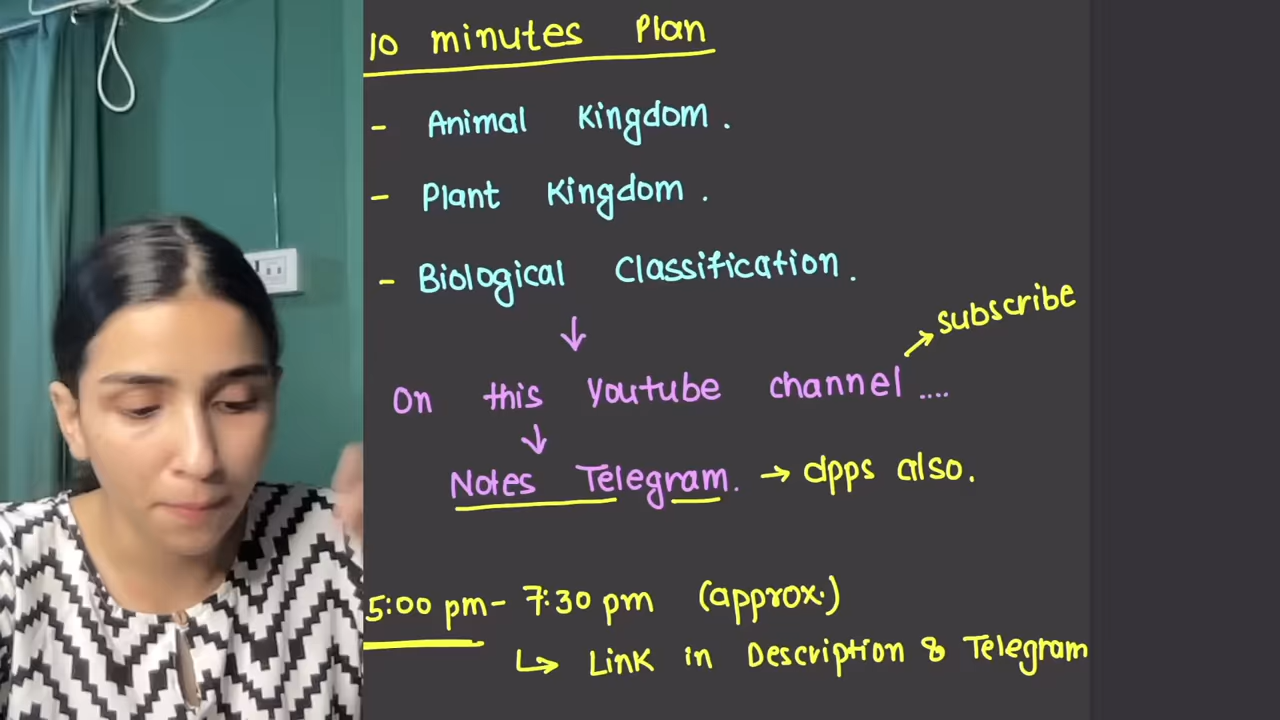 10 minutes Plan
- Animal Kingdom.
- Plant Kingdom.
- Biological Classification.
↓
→ subscribe
On this Youtube channel ....
↓
Notes Telegram. → dpps also.
5:00 pm - 7:30 pm (approx.)
↳ Link in Description & Telegram